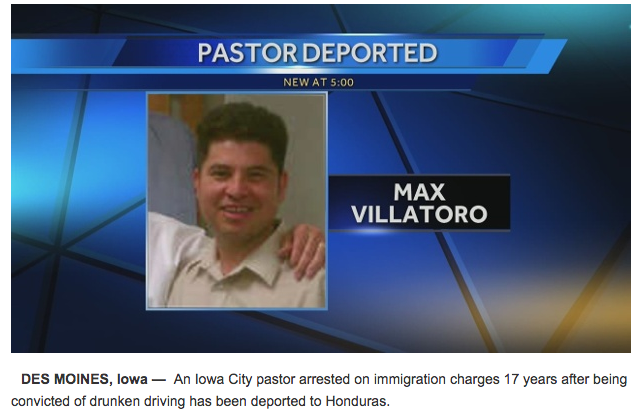 PASTOR DEPORTED
NEW AT 5:00
MAX
VILLATORO
DES MOINES, Iowa — An Iowa City pastor arrested on immigration charges 17 years after being
convicted of drunken driving has been deported to Honduras.